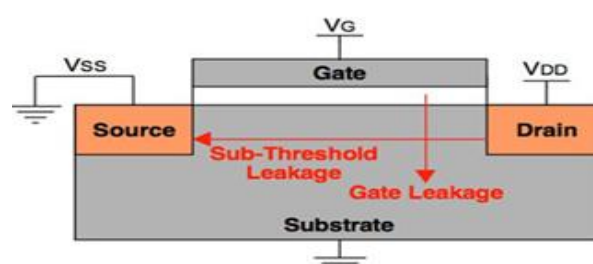 VG
Vss
Gate
VDD
Source
Drain
Sub-Threshold
Leakage
Gate Leakage
Substrate